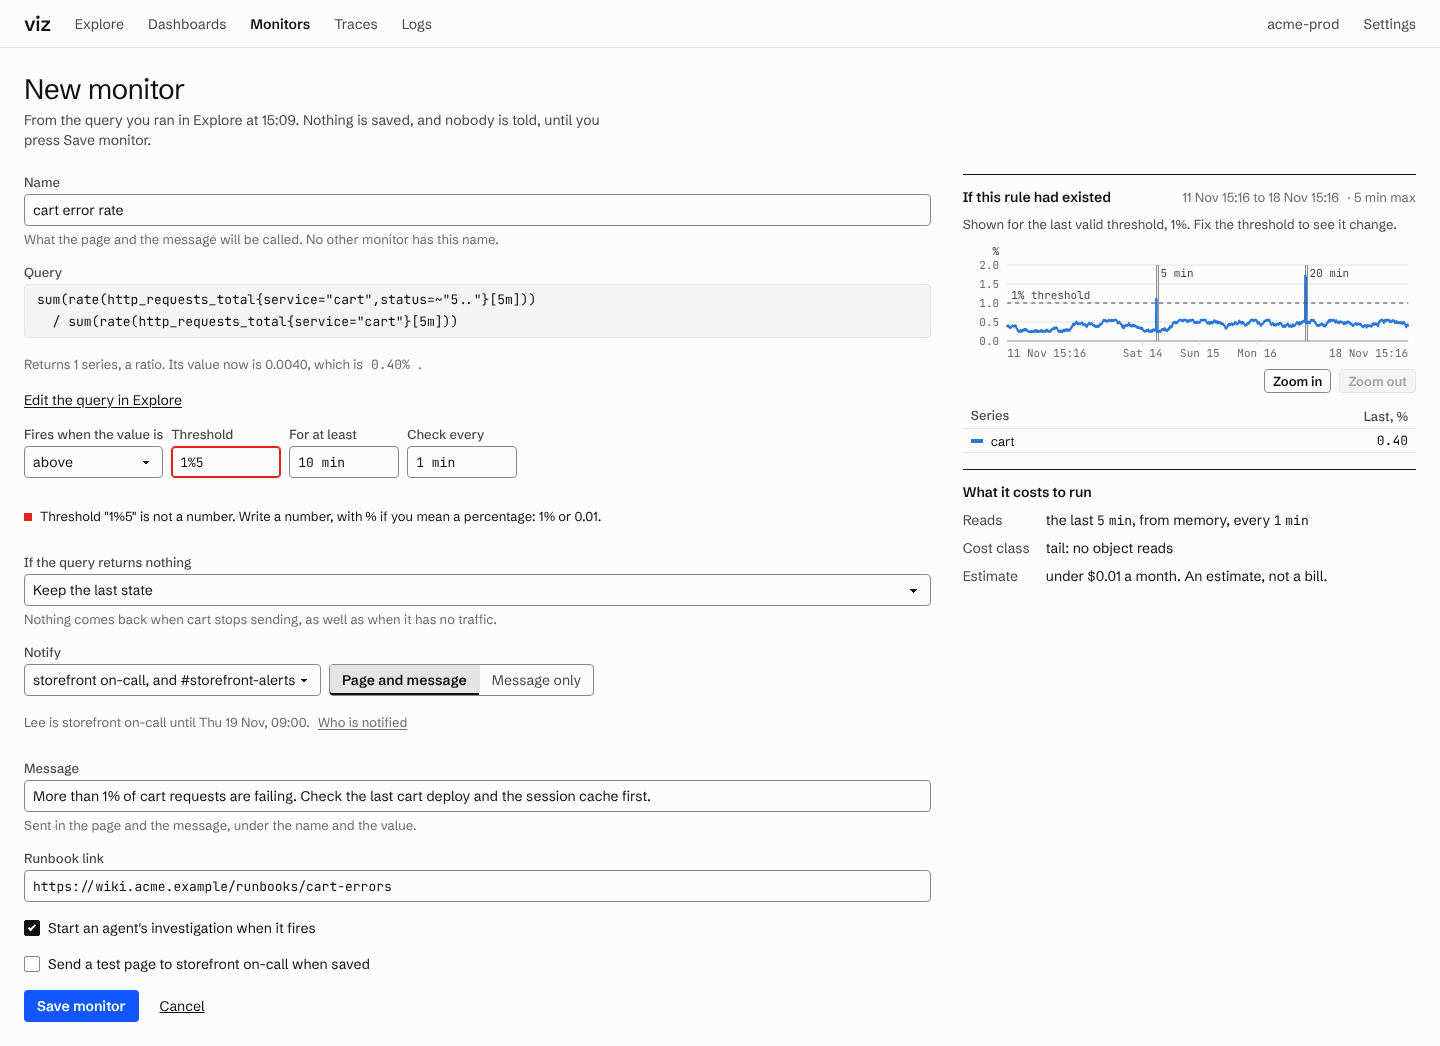 viz Explore Dashboards Monitors Traces Logs acme-prod Settings
New monitor
From the query you ran in Explore at 15:09. Nothing is saved, and nobody is told, until you
press Save monitor.
Name
cart error rate
What the page and the message will be called. No other monitor has this name.
Query
sum(rate(http_requests_total{service="cart",status=~"5.."}[5m]))
/ sum(rate(http_requests_total{service="cart"}[5m]))
Returns 1 series, a ratio. Its value now is 0.0040, which is 0.40% .
Edit the query in Explore
Fires when the value is Threshold For at least Check every
above 1%5 10 min 1 min
Threshold "1%5" is not a number. Write a number, with % if you mean a percentage: 1% or 0.01.
If the query returns nothing
Keep the last state
Nothing comes back when cart stops sending, as well as when it has no traffic.
Notify
storefront on-call, and #storefront-alerts Page and message Message only
Lee is storefront on-call until Thu 19 Nov, 09:00. Who is notified
Message
More than 1% of cart requests are failing. Check the last cart deploy and the session cache first.
Sent in the page and the message, under the name and the value.
Runbook link
https://wiki.acme.example/runbooks/cart-errors
Start an agent's investigation when it fires
Send a test page to storefront on-call when saved
Save monitor Cancel
If this rule had existed 11 Nov 15:16 to 18 Nov 15:16 · 5 min max
Shown for the last valid threshold, 1%. Fix the threshold to see it change.
%
2.0 5 min 20 min
1.5
1% threshold
1.0
0.5
0.0
11 Nov 15:16 Sat 14 Sun 15 Mon 16 18 Nov 15:16
Zoom in Zoom out
Series Last, %
cart 0.40
What it costs to run
Reads the last 5 min, from memory, every 1 min
Cost class tail: no object reads
Estimate under $0.01 a month. An estimate, not a bill.